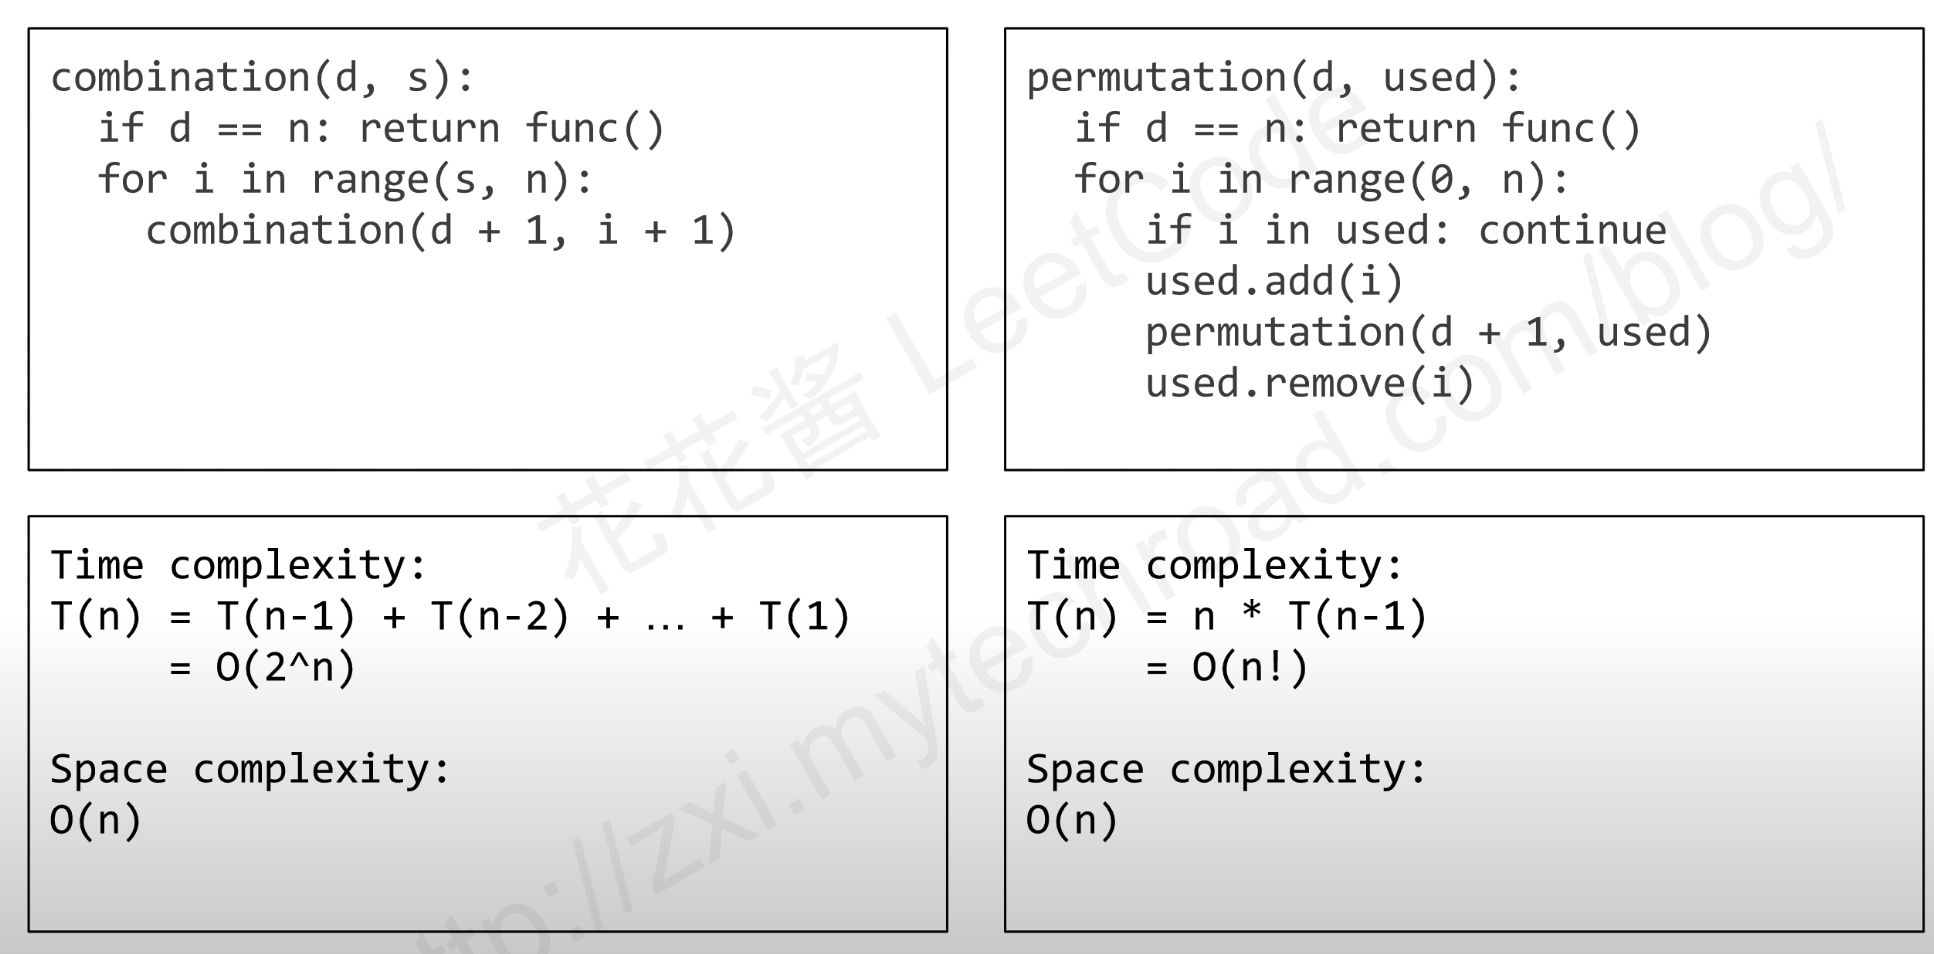 combination(d, s):
  if d == n: return func()
  for i in range(s, n):
    combination(d + 1, i + 1)
permutation(d, used):
  if d == n: return func()
  for i in range(0, n):
     if i in used: continue
     used.add(i)
     permutation(d + 1, used)
     used.remove(i)
Time complexity:
T(n) = T(n-1) + T(n-2) + … + T(1)
     = O(2^n)
Space complexity:
O(n)
Time complexity:
T(n) = n * T(n-1)
     = O(n!)
Space complexity:
O(n)
花花酱 LeetCode
ttp://zxi.mytechroad.com/blog/